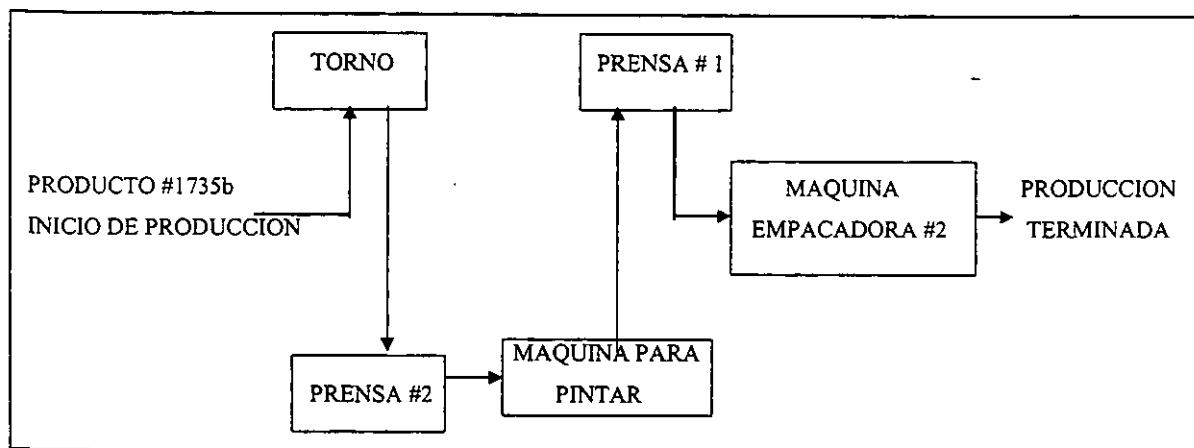 TORNO
PRENSA # 1
PRODUCTO #1735b
INICIO DE PRODUCCION
MAQUINA
EMPACADORA #2
PRODUCCION
TERMINADA
PRENSA #2
MAQUINA PARA
PINTAR